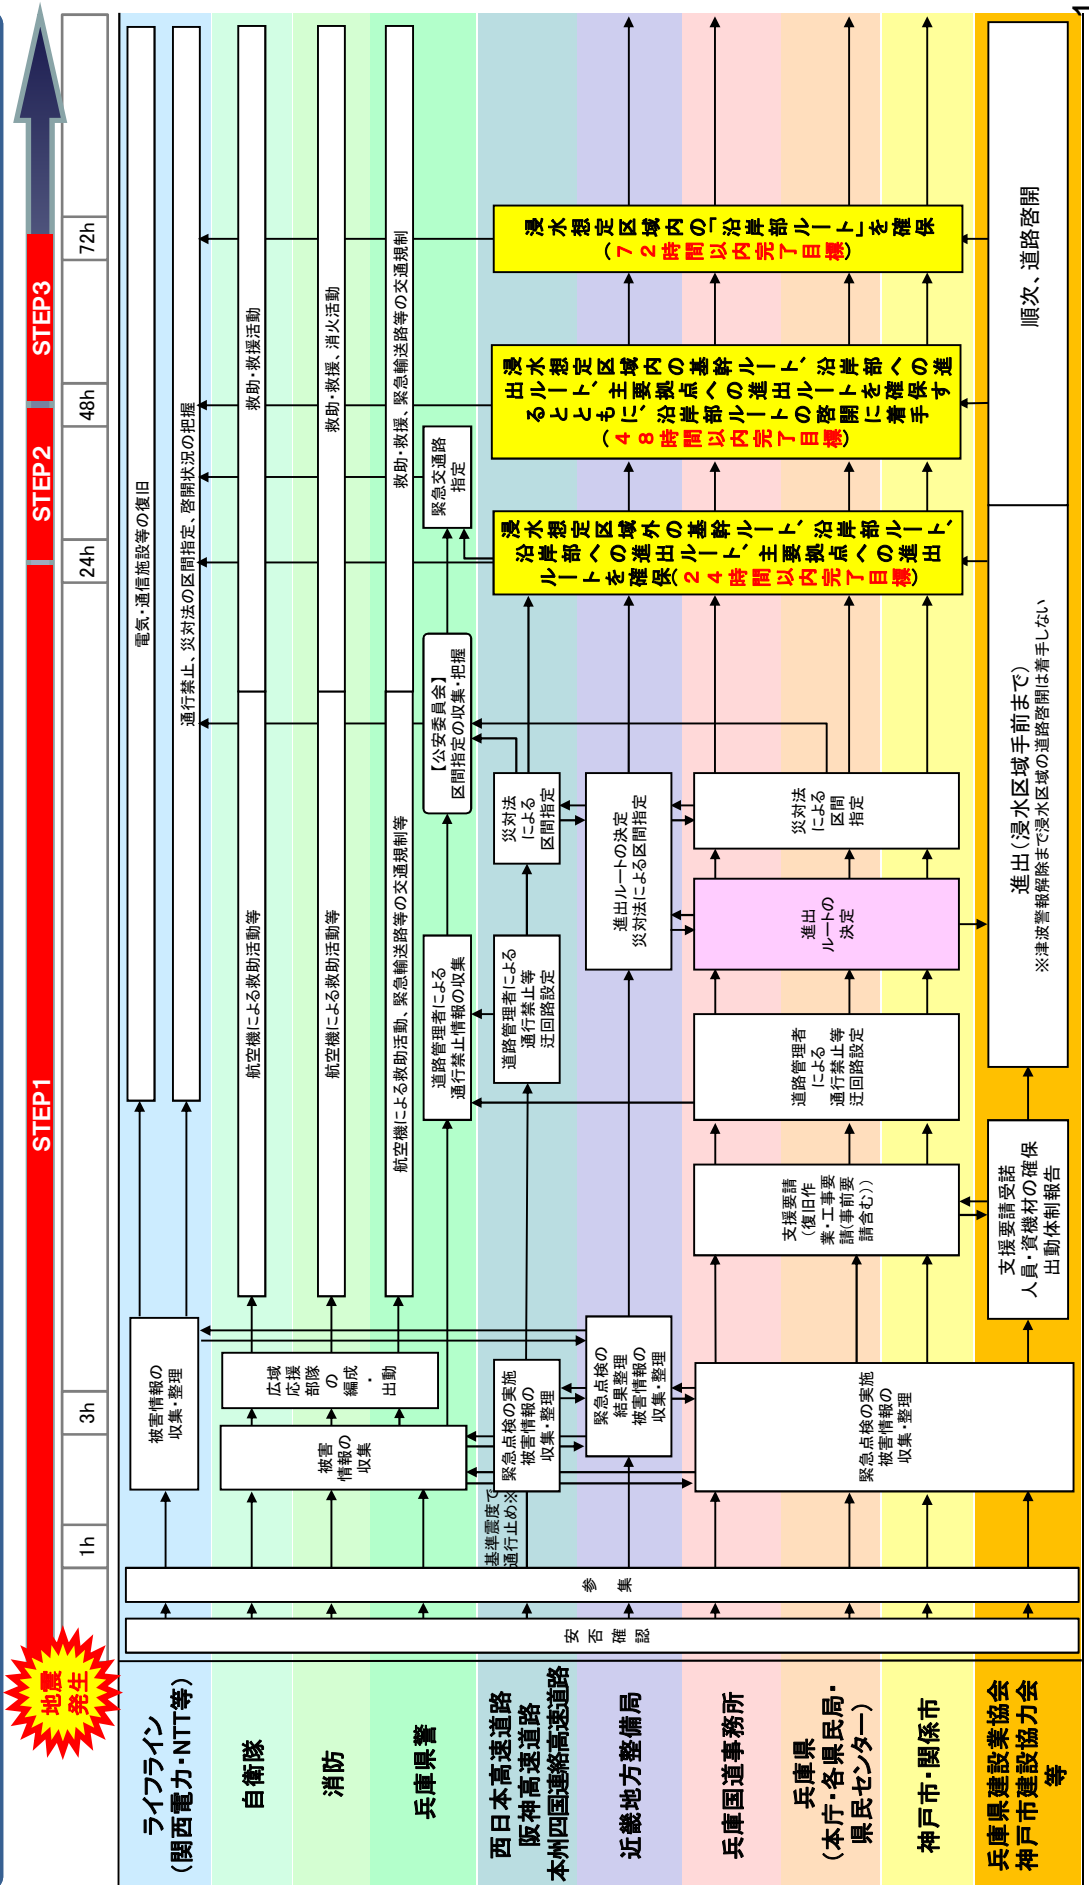 地震
発生
STEP1
STEP2
STEP3
1h
3h
24h
48h
72h
ライフライン
(関西電力・NTT等)
自衛隊
消防
兵庫県警
西日本高速道路
阪神高速道路
本州四国連絡高速道路
近畿地方整備局
兵庫国道事務所
兵庫県
(本庁・各県民局・
県民センター)
神戸市・関係市
兵庫県建設業協会
神戸市建設協力会
等
安否確認
参集
被害情報の
収集・整理
電気・通信施設等の復旧
通行禁止、災対法の区間指定、啓開状況の把握
被害
情報の
収集
広域
応援
部隊の
編成
・
出動
航空機による救助活動等
救助・救援活動
航空機による救助活動等
救助・救援、消火活動
航空機による救助活動、緊急輸送路等の交通規制等
救助・救援、緊急輸送路等の交通規制
道路管理者による
通行禁止情報の収集
【公安委員会】
区間指定の収集・把握
緊急交通路
指定
基準震度で
通行止め※
緊急点検の実施
被害情報の
収集・整理
道路管理者による
通行禁止等
迂回路設定
災対法
による
区間指定
緊急点検の
結果整理
被害情報の
収集・整理
進出ルートの決定
災対法による区間指定
緊急点検の実施
被害情報の
収集・整理
支援要請
(復旧作
業・工事要
請(事前要
請含む))
道路管理者
による
通行禁止等
迂回路設定
進出
ルートの
決定
災対法
による
区間
指定
浸水想定区域外の基幹ルート、沿岸部ルート、
沿岸部への進出ルート、主要拠点への進出
ルートを確保(24時間以内完了目標)
浸水想定区域内の基幹ルート、沿岸部への進
出ルート、主要拠点への進出ルートを確保す
るとともに、沿岸部ルートの啓開に着手
(48時間以内完了目標)
浸水想定区域内の「沿岸部ルート」を確保
(72時間以内完了目標)
支援要請受諾
人員・資機材の確保
出動体制報告
進出(浸水区域手前まで)
※津波警報解除まで浸水区域の道路啓開は着手しない
順次、道路啓開
1